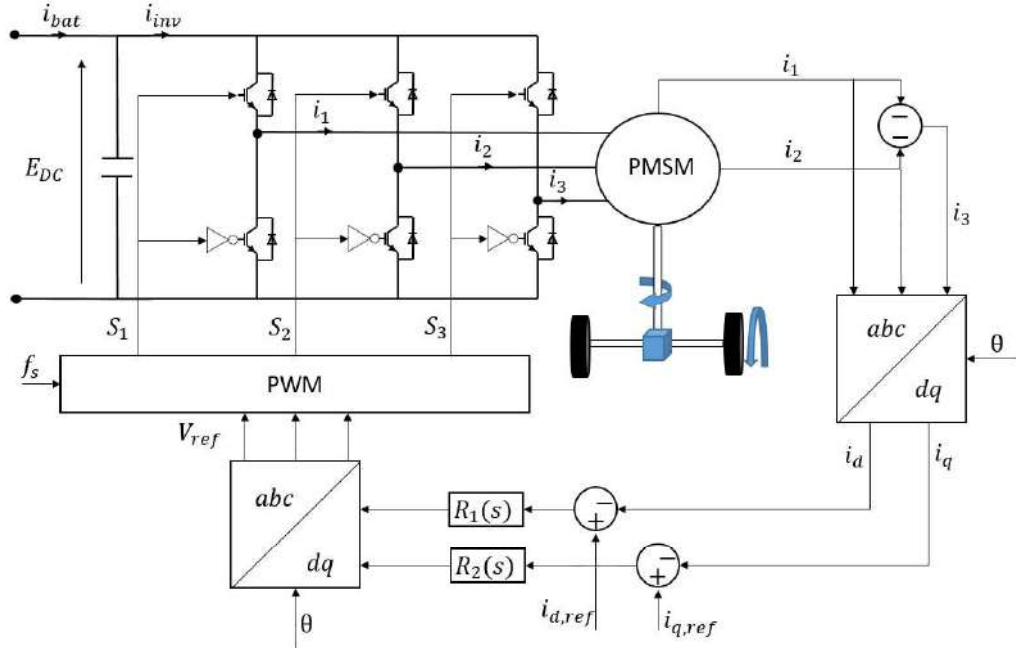 i_bat
i_inv
E_DC
i_1
i_2
i_3
PMSM
i_1
i_2
i_3
S_1
S_2
S_3
f_s
PWM
abc
dq
θ
V_ref
i_d
i_q
abc
dq
θ
R_1(s)
R_2(s)
i_d,ref
i_q,ref